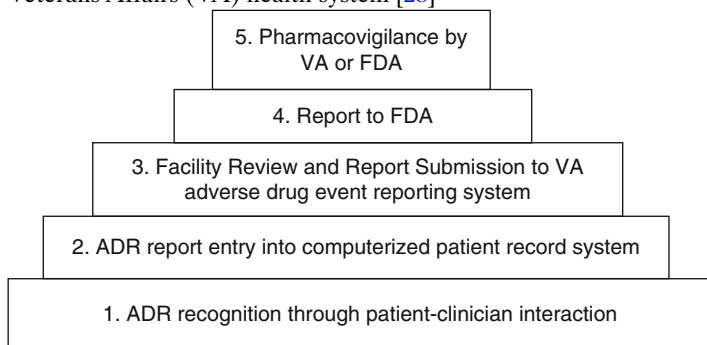 Veterans Affairs (VA) health system [28]
5. Pharmacovigilance by
VA or FDA
4. Report to FDA
3. Facility Review and Report Submission to VA
adverse drug event reporting system
2. ADR report entry into computerized patient record system
1. ADR recognition through patient-clinician interaction